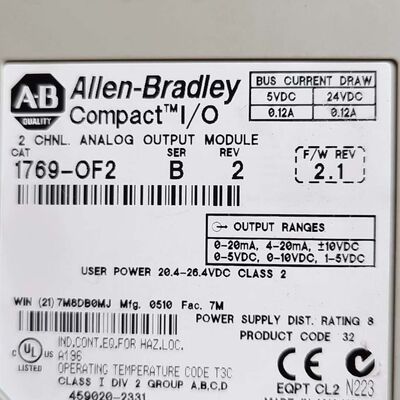 A-B
QUALITY
Allen-Bradley
Compact™ I/O
BUS CURRENT DRAW
5VDC 24VDC
0.12A 0.12A
2 CHNL. ANALOG OUTPUT MODULE
CAT SER REV
1769-OF2 B 2
F/W REV
2.1
OUTPUT RANGES
0-20mA, 4-20mA, ±10VDC
0-5VDC, 0-10VDC, 1-5VDC
USER POWER 20.4-26.4VDC CLASS 2
WIN (21) 7M8DB0MJ Mfg. 0510 Fac. 7M
POWER SUPPLY DIST. RATING 8
PRODUCT CODE 32
C UL US
LISTED
IND.CONT.EQ.FOR HAZ.LOC.
A196
OPERATING TEMPERATURE CODE T3C
CLASS I DIV 2 GROUP A,B,C,D
459020-2331
CE
EQPT CL2 N223